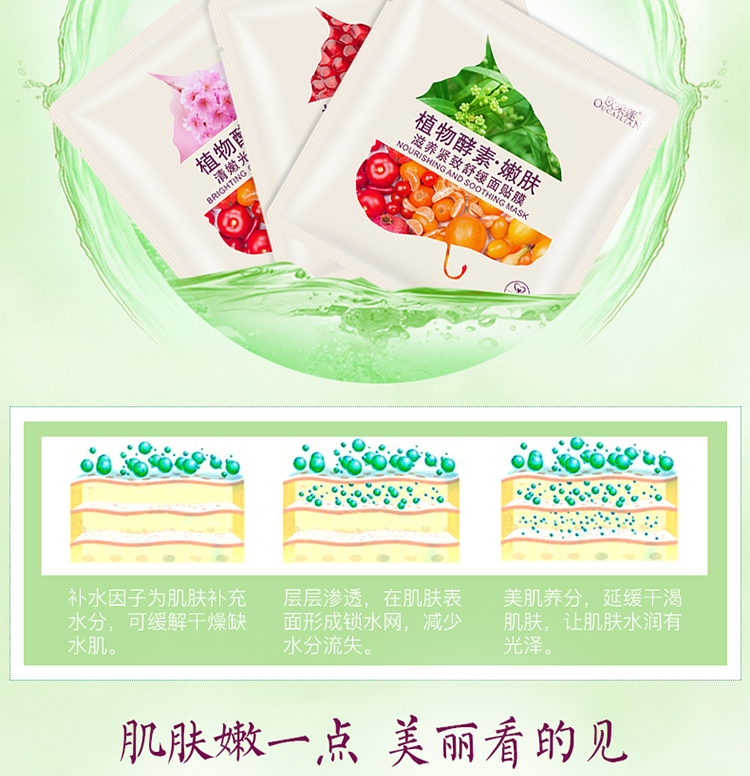 欧采莲®
OUCAILIAN
植物酵素·嫩肤
滋养紧致舒缓面贴膜
NOURISHING AND SOOTHING MASK
植物酵
清嫩光
BRIGHTING
补水因子为肌肤补充
水分，可缓解干燥缺
水肌。
层层渗透，在肌肤表
面形成锁水网，减少
水分流失。
美肌养分，延缓干渴
肌肤，让肌肤水润有
光泽。
肌肤嫩一点 美丽看的见